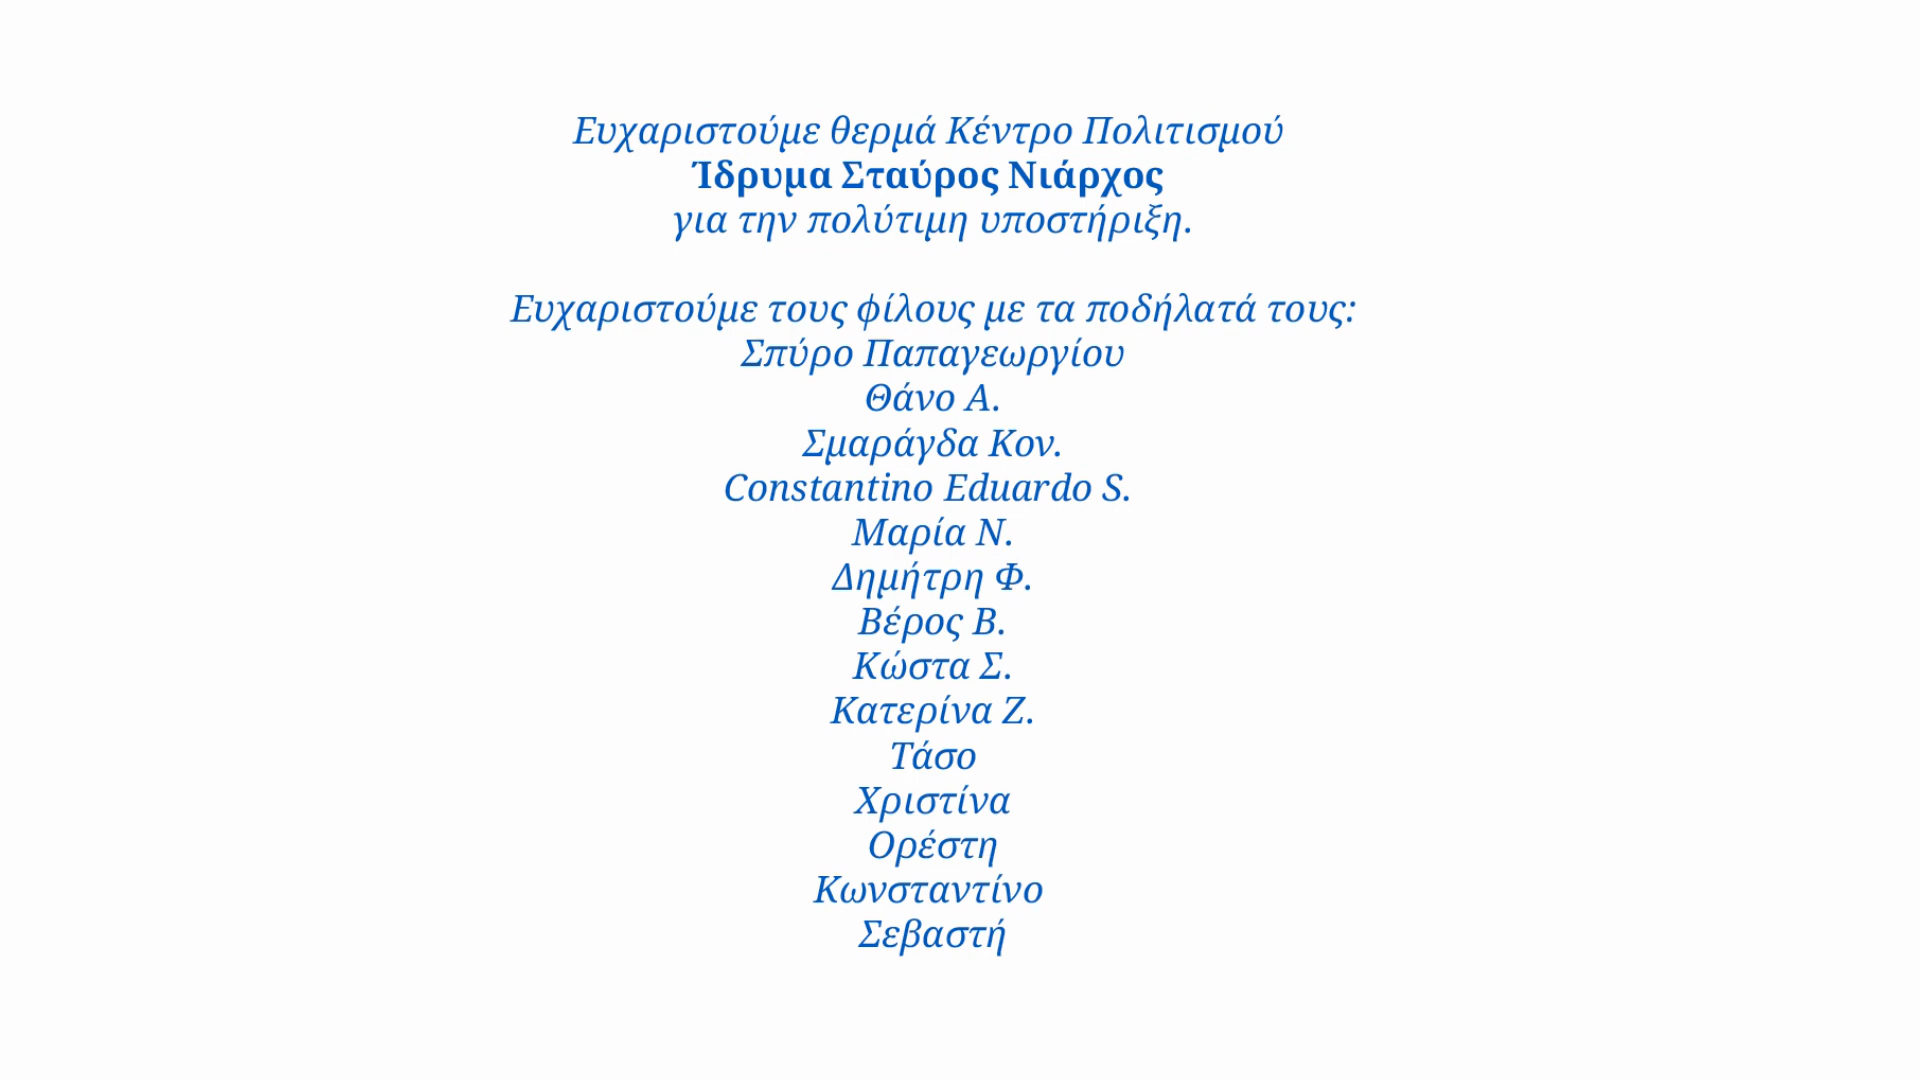 Ευχαριστούμε θερμά Κέντρο Πολιτισμού
Ίδρυμα Σταύρος Νιάρχος
για την πολύτιμη υποστήριξη.
Ευχαριστούμε τους φίλους με τα ποδήλατά τους:
Σπύρο Παπαγεωργίου
Θάνο Α.
Σμαράγδα Κον.
Constantino Eduardo S.
Μαρία Ν.
Δημήτρη Φ.
Βέρος Β.
Κώστα Σ.
Κατερίνα Ζ.
Τάσο
Χριστίνα
Ορέστη
Κωνσταντίνο
Σεβαστή